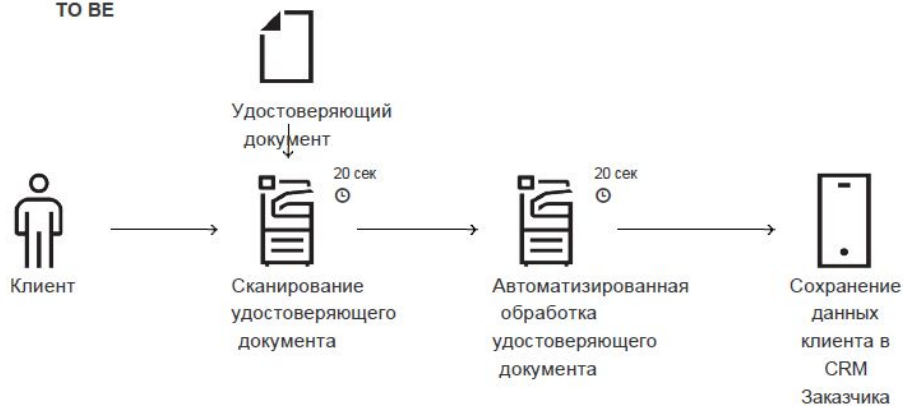 TO BE
Удостоверяющий
документ
20 сек
20 сек
Клиент
Сканирование
удостоверяющего
документа
Автоматизированная
обработка
удостоверяющего
документа
Сохранение
данных
клиента в
CRM
Заказчика